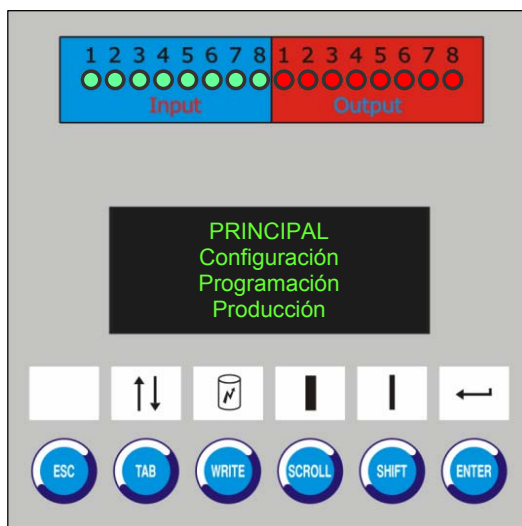 1 2 3 4 5 6 7 8 1 2 3 4 5 6 7 8
Input Output
PRINCIPAL
Configuración
Programación
Producción
ESC TAB WRITE SCROLL SHIFT ENTER